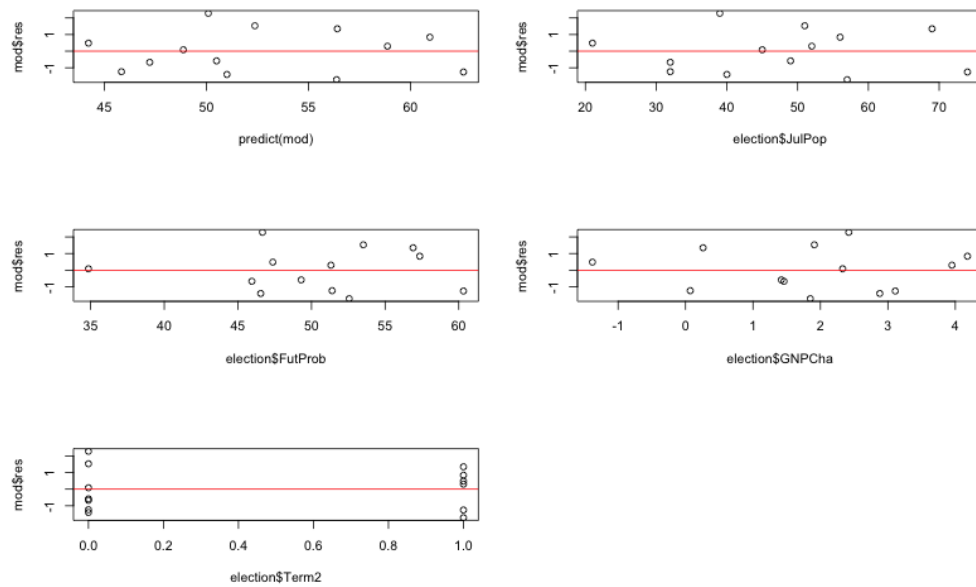 mod$res
1
-1
45 50 55 60
predict(mod)
mod$res
1
-1
20 30 40 50 60 70
election$JulPop
mod$res
1
-1
35 40 45 50 55 60
election$FutProb
mod$res
1
-1
-1 0 1 2 3 4
election$GNPCha
mod$res
1
-1
0.0 0.2 0.4 0.6 0.8 1.0
election$Term2